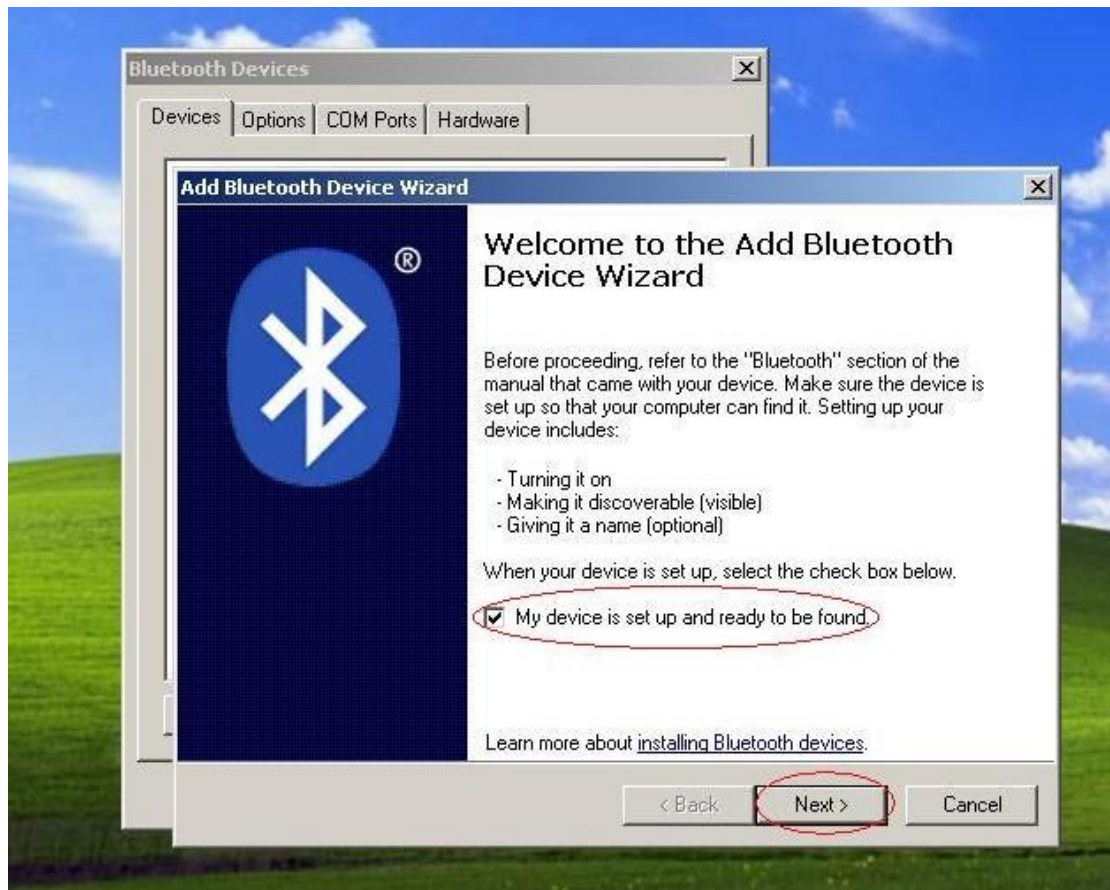 Bluetooth Devices
Devices Options COM Ports Hardware
Add Bluetooth Device Wizard
®
Welcome to the Add Bluetooth
Device Wizard
Before proceeding, refer to the "Bluetooth" section of the
manual that came with your device. Make sure the device is
set up so that your computer can find it. Setting up your
device includes:
- Turning it on
- Making it discoverable (visible)
- Giving it a name (optional)
When your device is set up, select the check box below.
My device is set up and ready to be found.
Learn more about installing Bluetooth devices.
< Back Next > Cancel